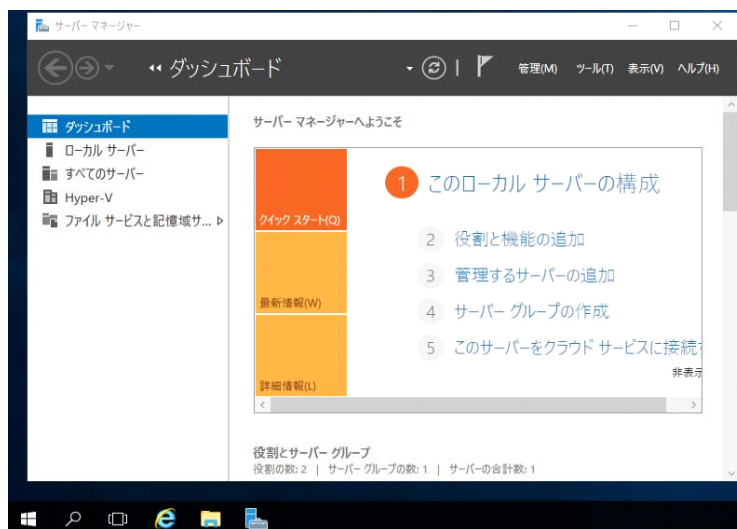 サーバー マネージャー
◂◂ ダッシュボード
管理(M) ツール(T) 表示(V) ヘルプ(H)
ダッシュボード
ローカル サーバー
すべてのサーバー
Hyper-V
ファイル サービスと記憶域サ...
サーバー マネージャーへようこそ
クイック スタート(Q)
最新情報(W)
詳細情報(L)
1 このローカル サーバーの構成
2 役割と機能の追加
3 管理するサーバーの追加
4 サーバー グループの作成
5 このサーバーをクラウド サービスに接続す
非表示
役割とサーバー グループ
役割の数: 2 | サーバー グループの数: 1 | サーバーの合計数: 1